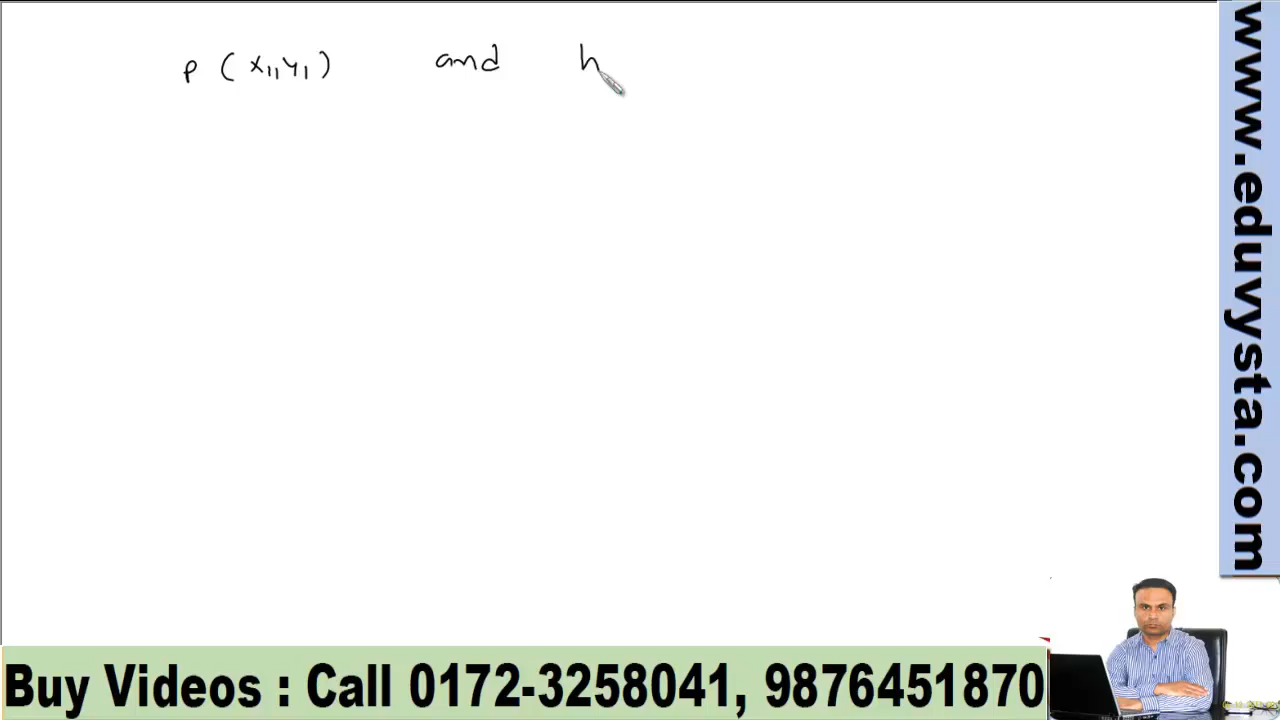 P ( x₁, y₁ ) and h
www.eduvysta.com
Buy Videos : Call 0172-3258041, 9876451870